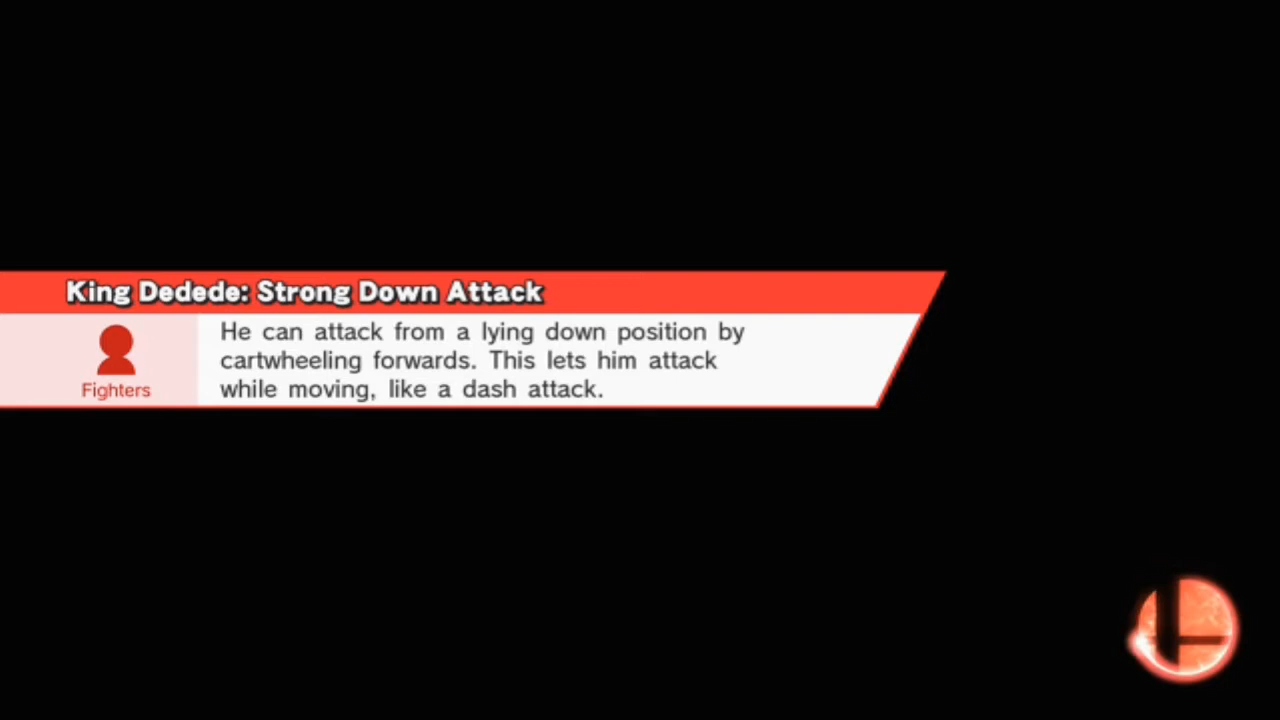 King Dedede: Strong Down Attack
He can attack from a lying down position by
cartwheeling forwards. This lets him attack
while moving, like a dash attack.
Fighters